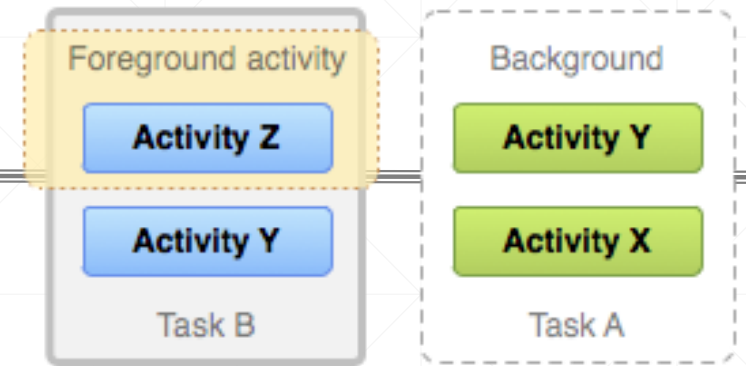 Foreground activity
Activity Z
Activity Y
Task B
Background
Activity Y
Activity X
Task A